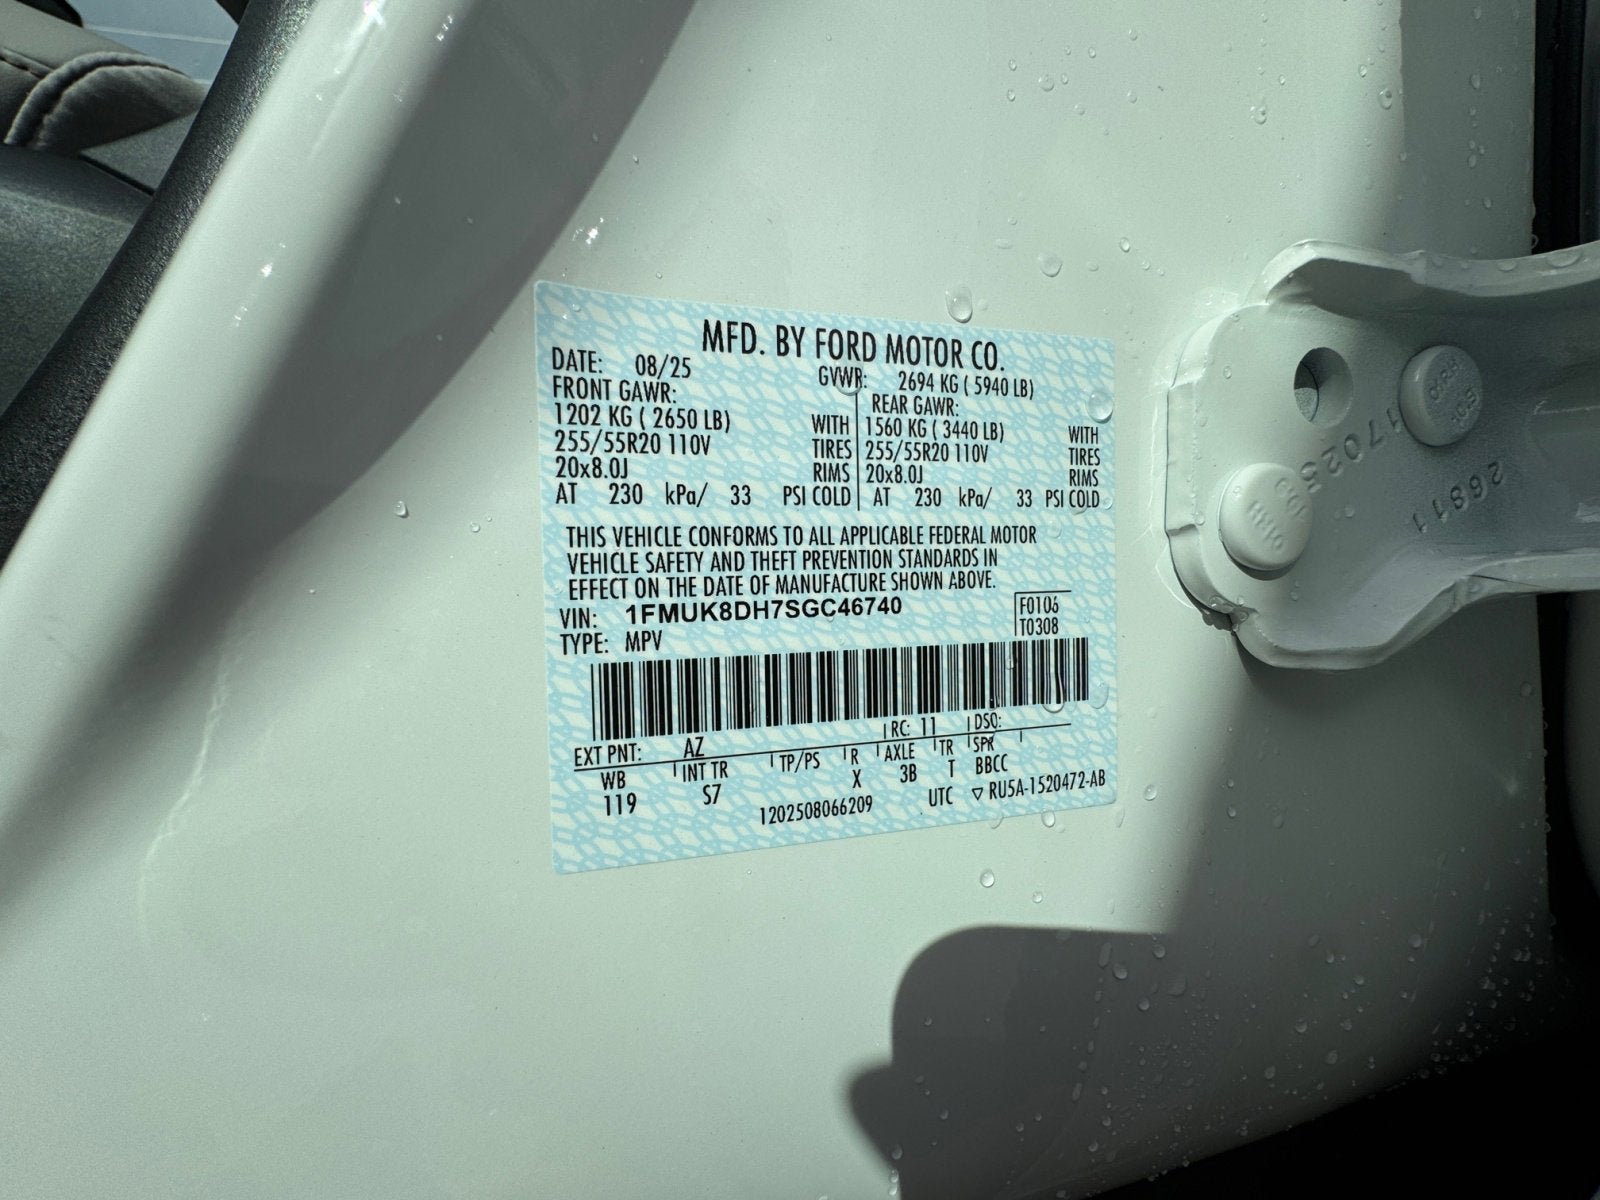 MFD. BY FORD MOTOR CO.
DATE: 08/25
GVWR: 2694 KG ( 5940 LB)
FRONT GAWR:
1202 KG ( 2650 LB) WITH
255/55R20 110V TIRES
20x8.0J RIMS
AT 230 kPa/ 33 PSI COLD
REAR GAWR:
1560 KG ( 3440 LB) WITH
255/55R20 110V TIRES
20x8.0J RIMS
AT 230 kPa/ 33 PSI COLD
THIS VEHICLE CONFORMS TO ALL APPLICABLE FEDERAL MOTOR
VEHICLE SAFETY AND THEFT PREVENTION STANDARDS IN
EFFECT ON THE DATE OF MANUFACTURE SHOWN ABOVE.
VIN: 1FMUK8DH7SGC46740
TYPE: MPV
F0106
T0308
EXT PNT: AZ RC: 11 DSO:
WB INT TR TP/PS R AXLE TR SPR
119 S7 X 3B T BBCC
1202508066209 UTC ▽ RU5A-1520472-AB
17025
26811